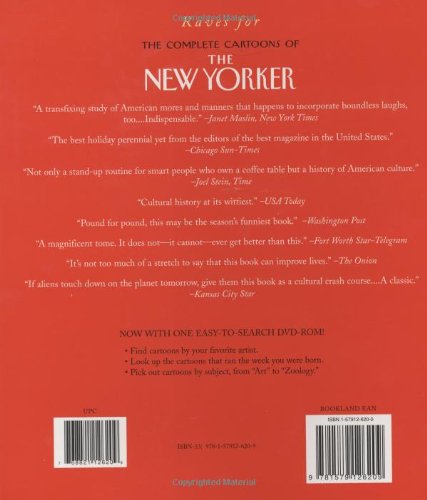 Raves for
THE COMPLETE CARTOONS OF
THE
NEW YORKER
“A transfixing study of American mores and manners that happens to incorporate boundless laughs,
too....Indispensable.” –Janet Maslin, New York Times
“The best holiday perennial yet from the editors of the best magazine in the United States.”
–Chicago Sun-Times
“Not only a stand-up routine for smart people who own a coffee table but a history of American culture.”
–Joel Stein, Time
“Cultural history at its wittiest.” –USA Today
“Pound for pound, this may be the season’s funniest book.” –Washington Post
“A magnificent tome. It does not—it cannot—ever get better than this.” –Fort Worth Star-Telegram
“It’s not too much of a stretch to say that this book can improve lives.” –The Onion
“If aliens touch down on the planet tomorrow, give them this book as a cultural crash course....A classic.”
–Kansas City Star
NOW WITH ONE EASY-TO-SEARCH DVD-ROM!
• Find cartoons by your favorite artist.
• Look up the cartoons that ran the week you were born.
• Pick out cartoons by subject, from “Art” to “Zoology.”
UPC
BOOKLAND EAN
ISBN 1-57912-620-9
ISBN-13: 978-1-57912-620-9
9 781579 126209
Copyrighted Material